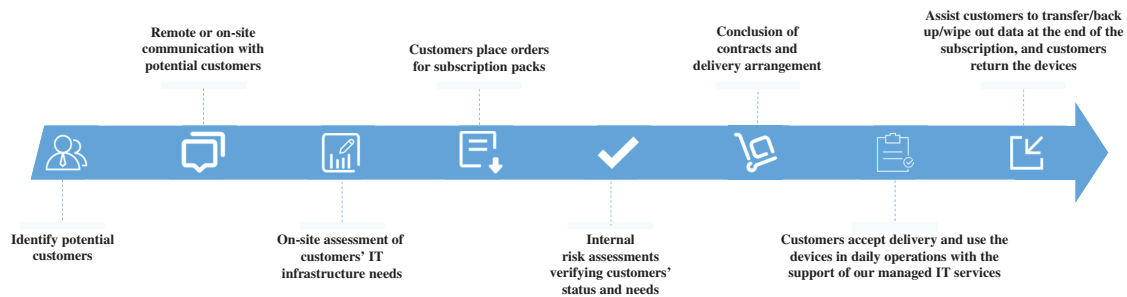 Identify potential
customers
Remote or on-site
communication with
potential customers
On-site assessment of
customers' IT
infrastructure needs
Customers place orders
for subscription packs
Internal
risk assessments
verifying customers'
status and needs
Conclusion of
contracts and
delivery arrangement
Customers accept delivery and use the
devices in daily operations with the
support of our managed IT services
Assist customers to transfer/back
up/wipe out data at the end of the
subscription, and customers
return the devices